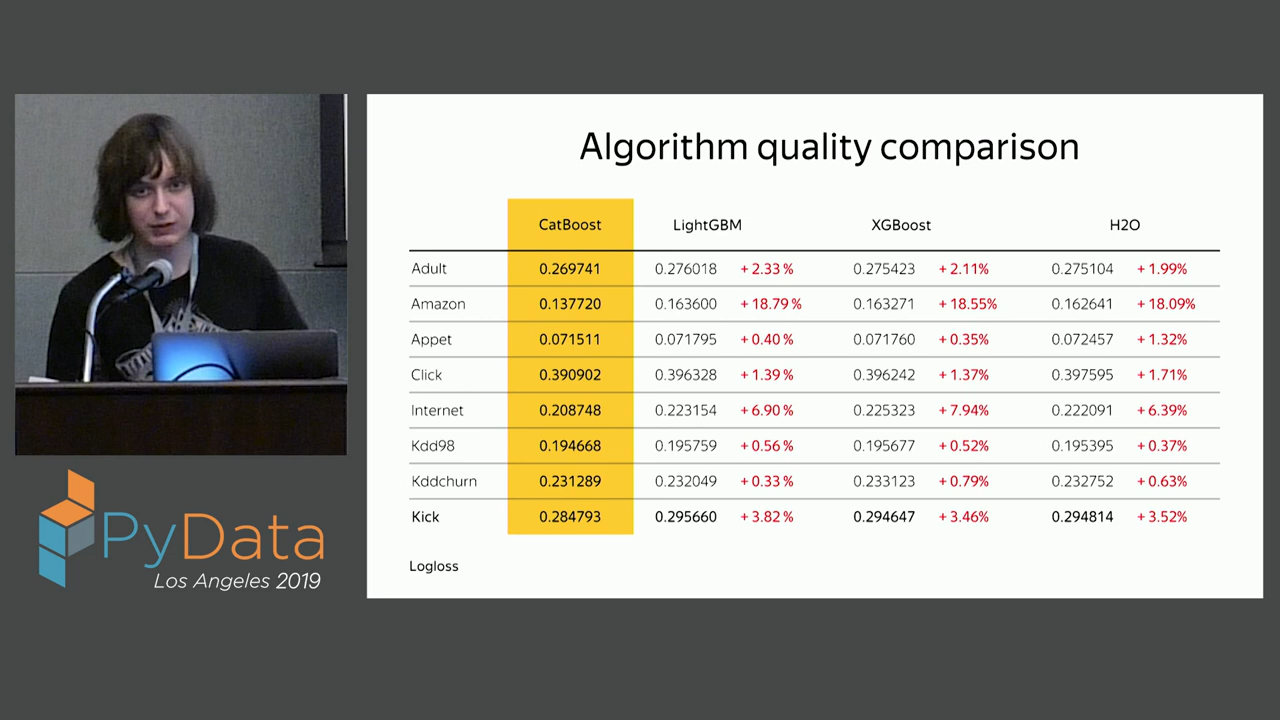 Algorithm quality comparison
CatBoost LightGBM XGBoost H2O
Adult 0.269741 0.276018 + 2.33 % 0.275423 + 2.11% 0.275104 + 1.99%
Amazon 0.137720 0.163600 + 18.79 % 0.163271 + 18.55% 0.162641 + 18.09%
Appet 0.071511 0.071795 + 0.40 % 0.071760 + 0.35% 0.072457 + 1.32%
Click 0.390902 0.396328 + 1.39 % 0.396242 + 1.37% 0.397595 + 1.71%
Internet 0.208748 0.223154 + 6.90 % 0.225323 + 7.94% 0.222091 + 6.39%
Kdd98 0.194668 0.195759 + 0.56 % 0.195677 + 0.52% 0.195395 + 0.37%
Kddchurn 0.231289 0.232049 + 0.33 % 0.233123 + 0.79% 0.232752 + 0.63%
Kick 0.284793 0.295660 + 3.82 % 0.294647 + 3.46% 0.294814 + 3.52%
Logloss
PyData
Los Angeles 2019